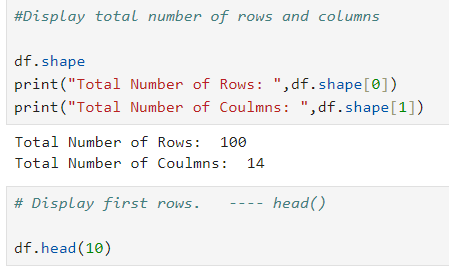 #Display total number of rows and columns
df.shape
print("Total Number of Rows: ",df.shape[0])
print("Total Number of Coulmns: ",df.shape[1])
Total Number of Rows:  100
Total Number of Coulmns:  14
# Display first rows.   ---- head()
df.head(10)